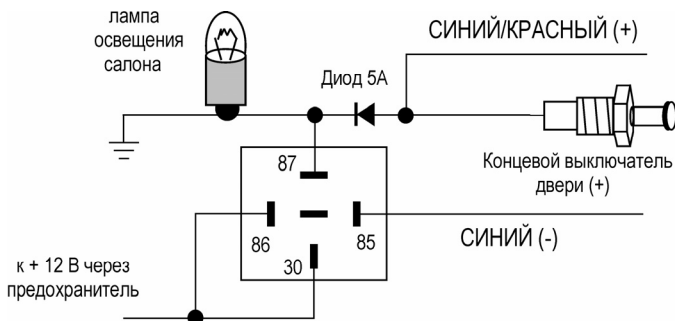 лампа
освещения
салона
СИНИЙ/КРАСНЫЙ (+)
Диод 5А
Концевой выключатель
двери (+)
87
86
85
30
СИНИЙ (-)
к + 12 В через
предохранитель